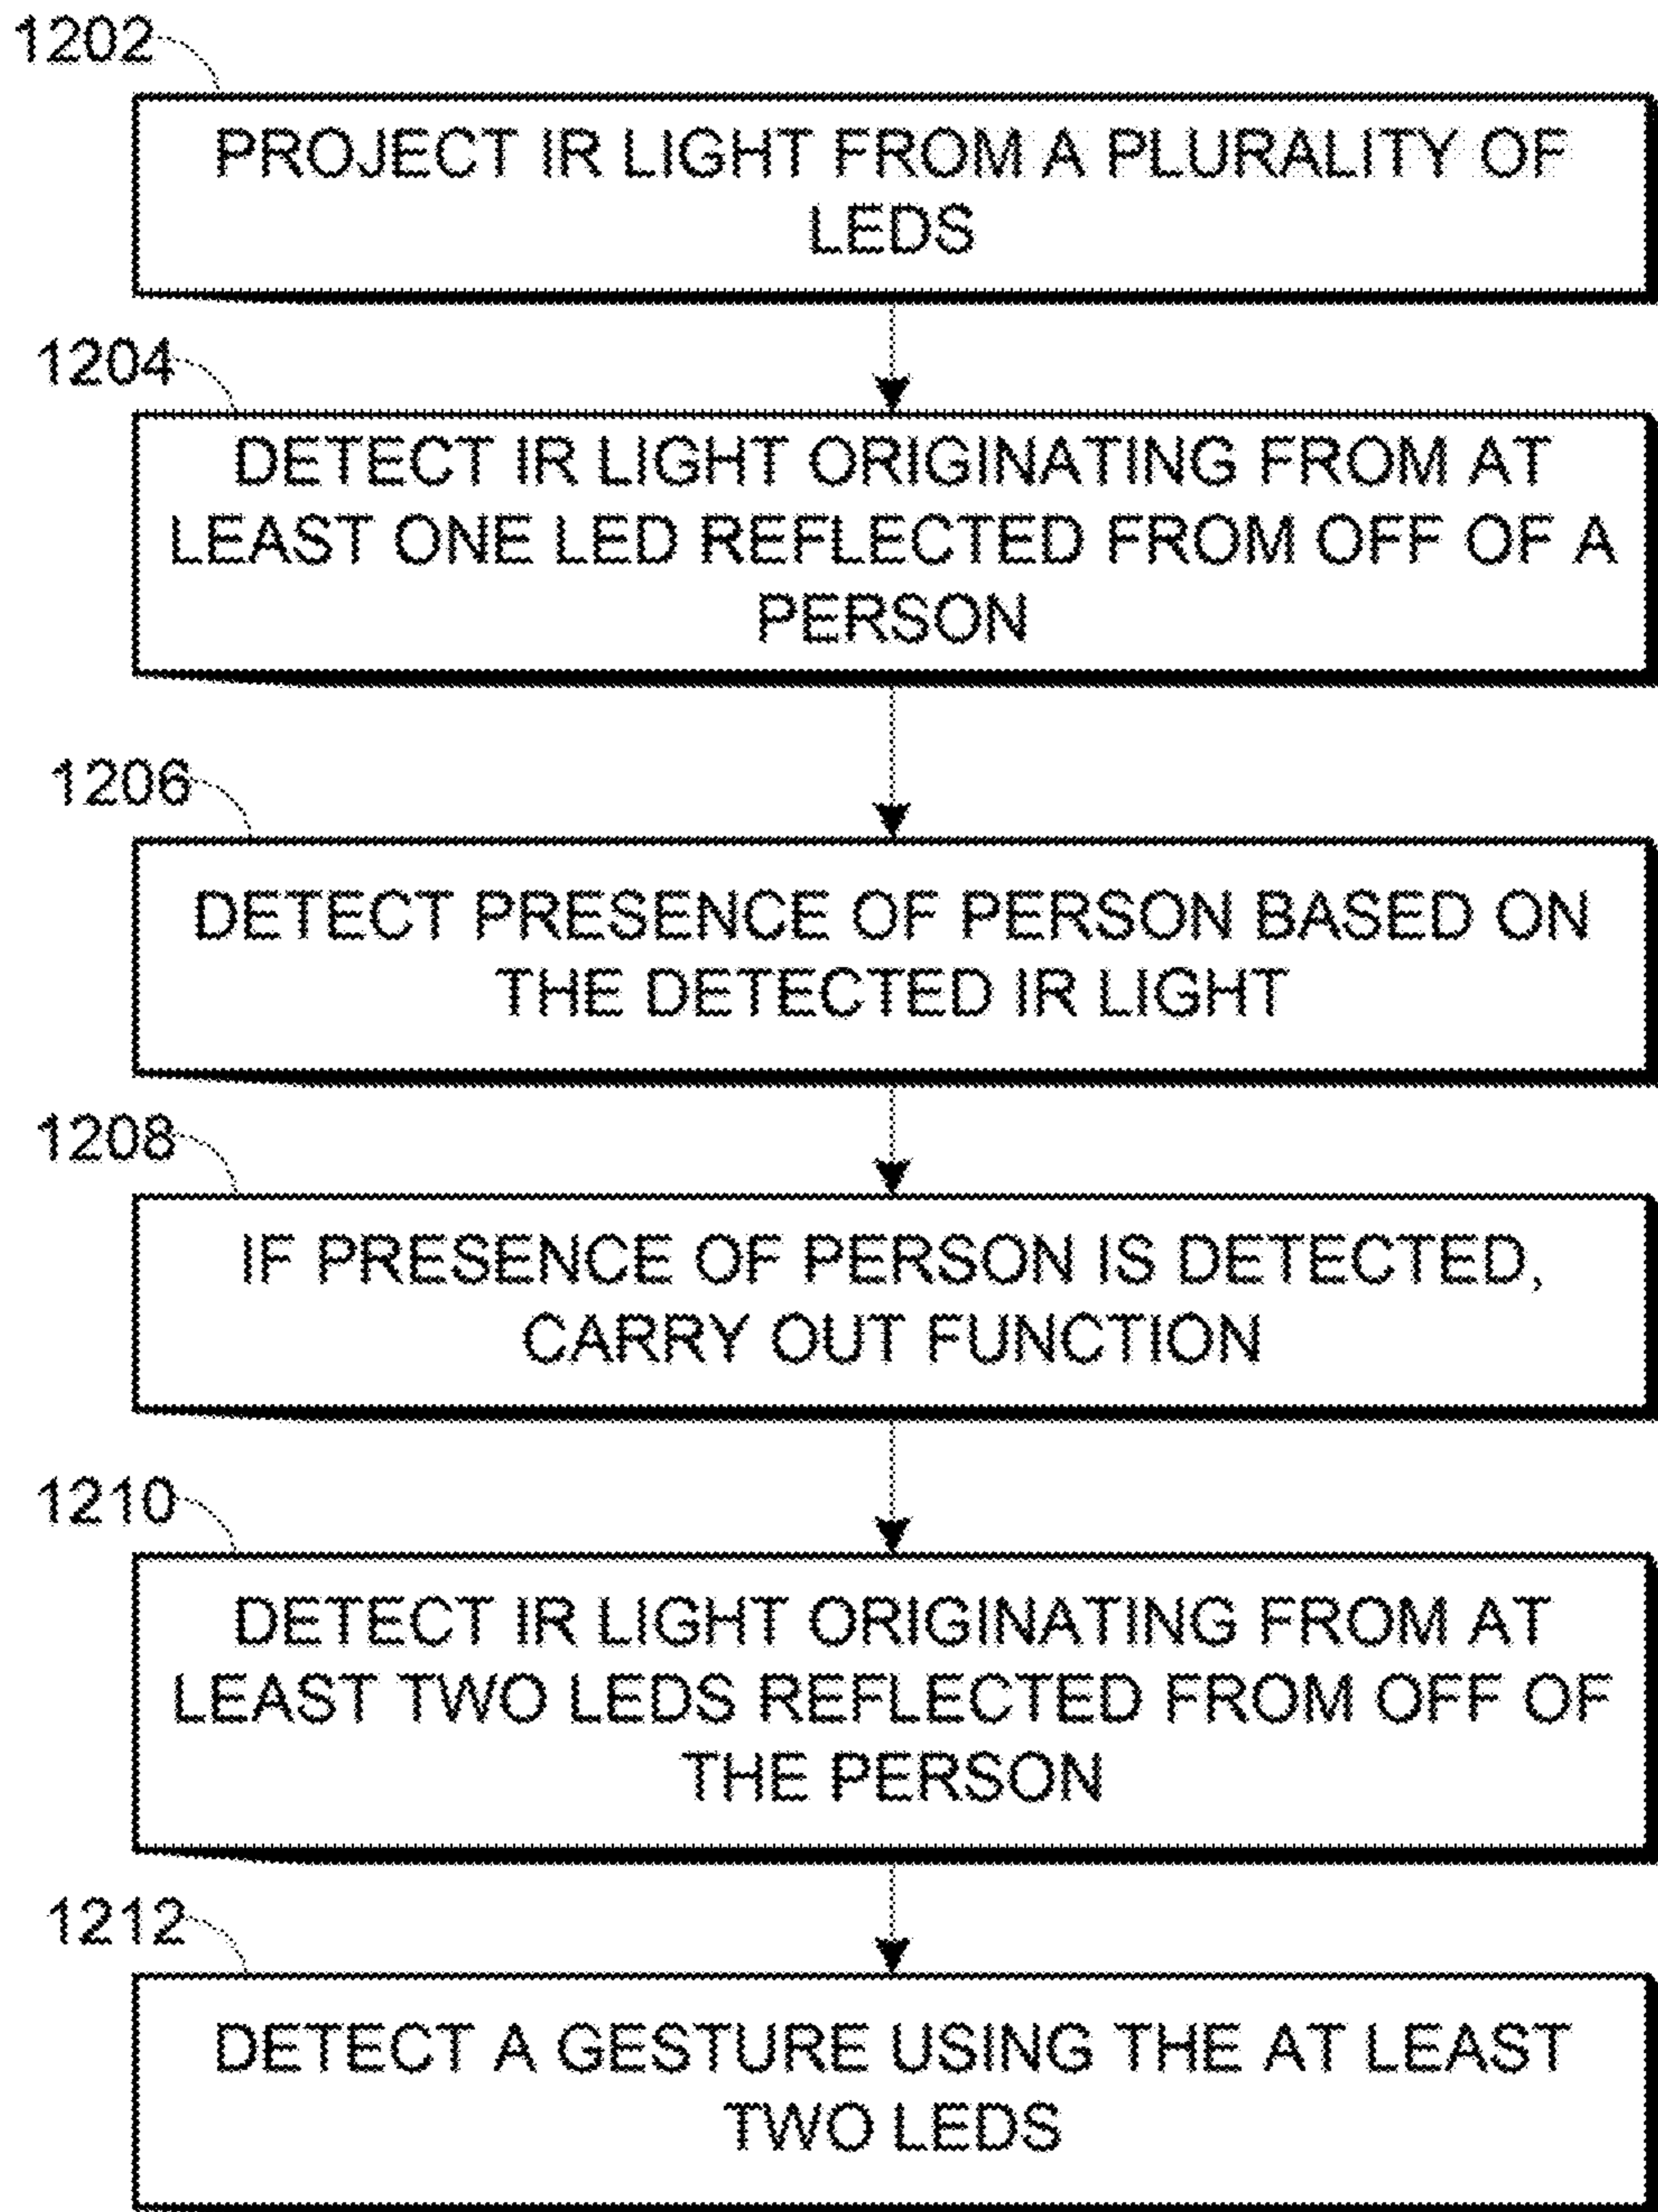 1202
PROJECT IR LIGHT FROM A PLURALITY OF
LEDS
1204
DETECT IR LIGHT ORIGINATING FROM AT
LEAST ONE LED REFLECTED FROM OFF OF A
PERSON
1206
DETECT PRESENCE OF PERSON BASED ON
THE DETECTED IR LIGHT
1208
IF PRESENCE OF PERSON IS DETECTED,
CARRY OUT FUNCTION
1210
DETECT IR LIGHT ORIGINATING FROM AT
LEAST TWO LEDS REFLECTED FROM OFF OF
THE PERSON
1212
DETECT A GESTURE USING THE AT LEAST
TWO LEDS